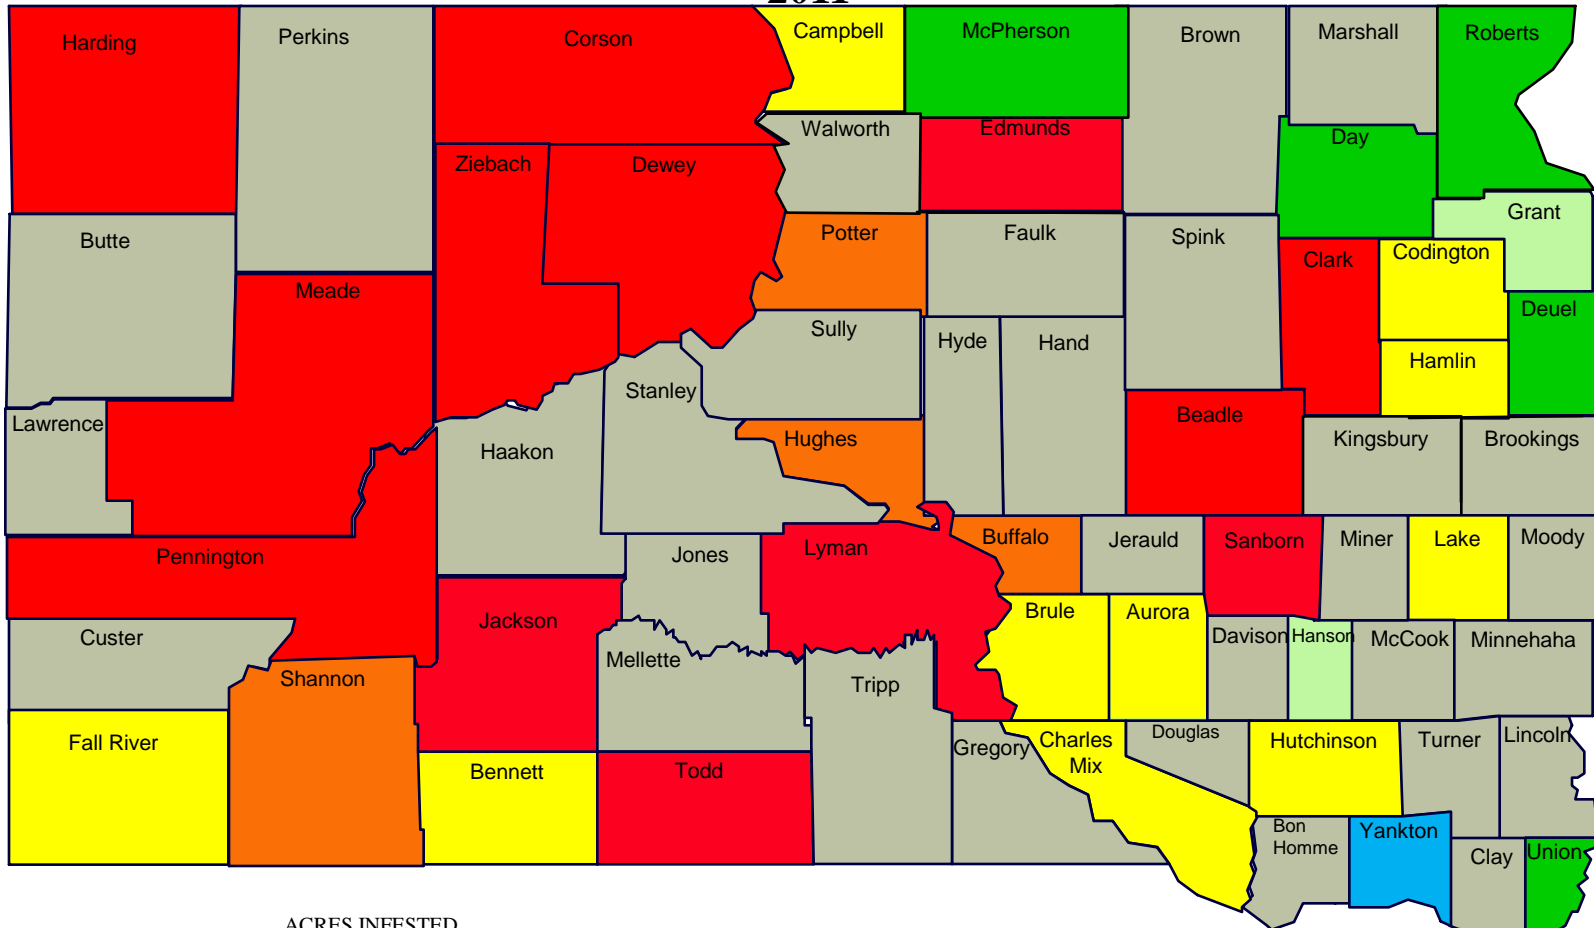 2011
Harding
Perkins
Corson
Campbell
McPherson
Brown
Marshall
Roberts
Walworth
Edmunds
Day
Ziebach
Dewey
Grant
Butte
Potter
Faulk
Spink
Clark
Codington
Meade
Deuel
Sully
Hyde
Hand
Hamlin
Stanley
Lawrence
Beadle
Haakon
Hughes
Kingsbury
Brookings
Pennington
Jones
Lyman
Buffalo
Jerauld
Sanborn
Miner
Lake
Moody
Jackson
Brule
Aurora
Custer
Davison
Hanson
McCook
Minnehaha
Mellette
Shannon
Tripp
Fall River
Gregory
Charles
Mix
Douglas
Hutchinson
Turner
Lincoln
Bennett
Todd
Bon
Homme
Yankton
Clay
Union
ACRES INFESTED